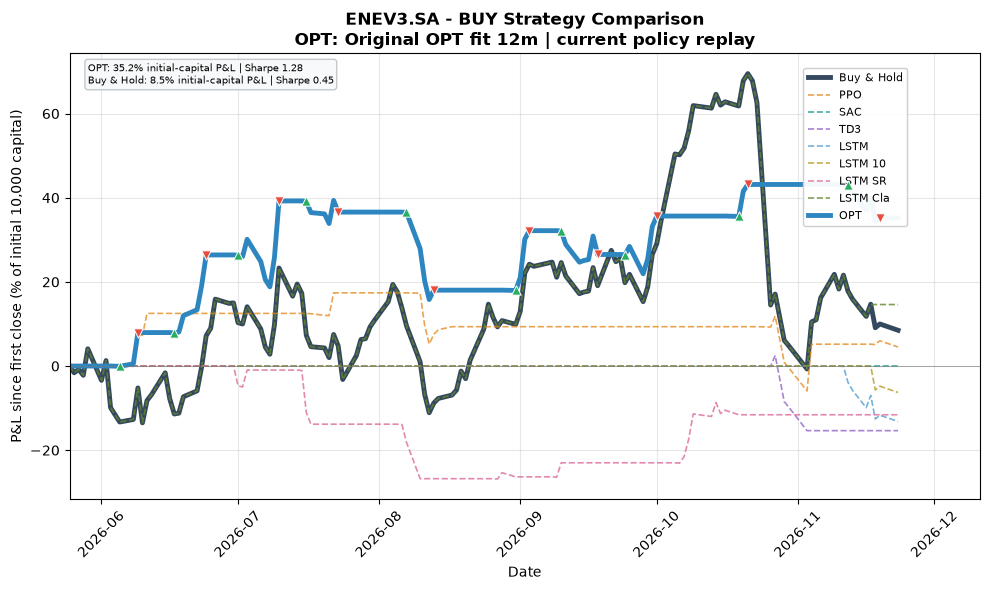 ENEV3.SA - BUY Strategy Comparison
OPT: Original OPT fit 12m | current policy replay
OPT: 35.2% initial-capital P&L | Sharpe 1.28
Buy & Hold: 8.5% initial-capital P&L | Sharpe 0.45
Buy & Hold
PPO
SAC
TD3
LSTM
LSTM 10
LSTM SR
LSTM Cla
OPT
P&L since first close (% of initial 10,000 capital)
60
40
20
0
−20
2026-06
2026-07
2026-08
2026-09
2026-10
2026-11
2026-12
Date